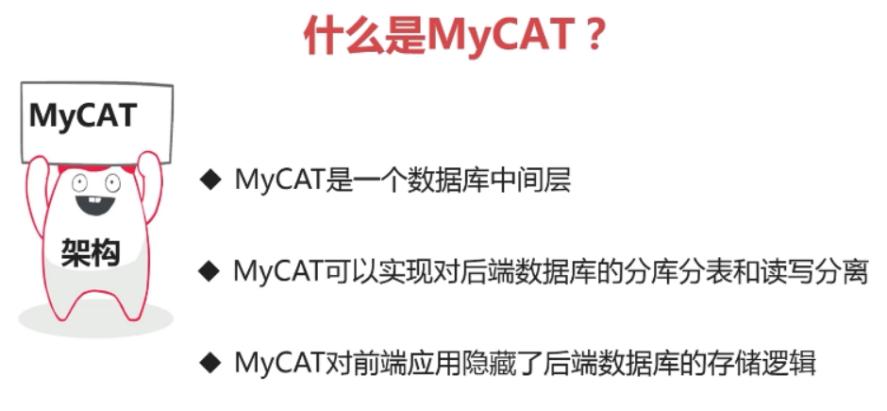 什么是MyCAT？
MyCAT
架构
◆ MyCAT是一个数据库中间层
◆ MyCAT可以实现对后端数据库的分库分表和读写分离
◆ MyCAT对前端应用隐藏了后端数据库的存储逻辑